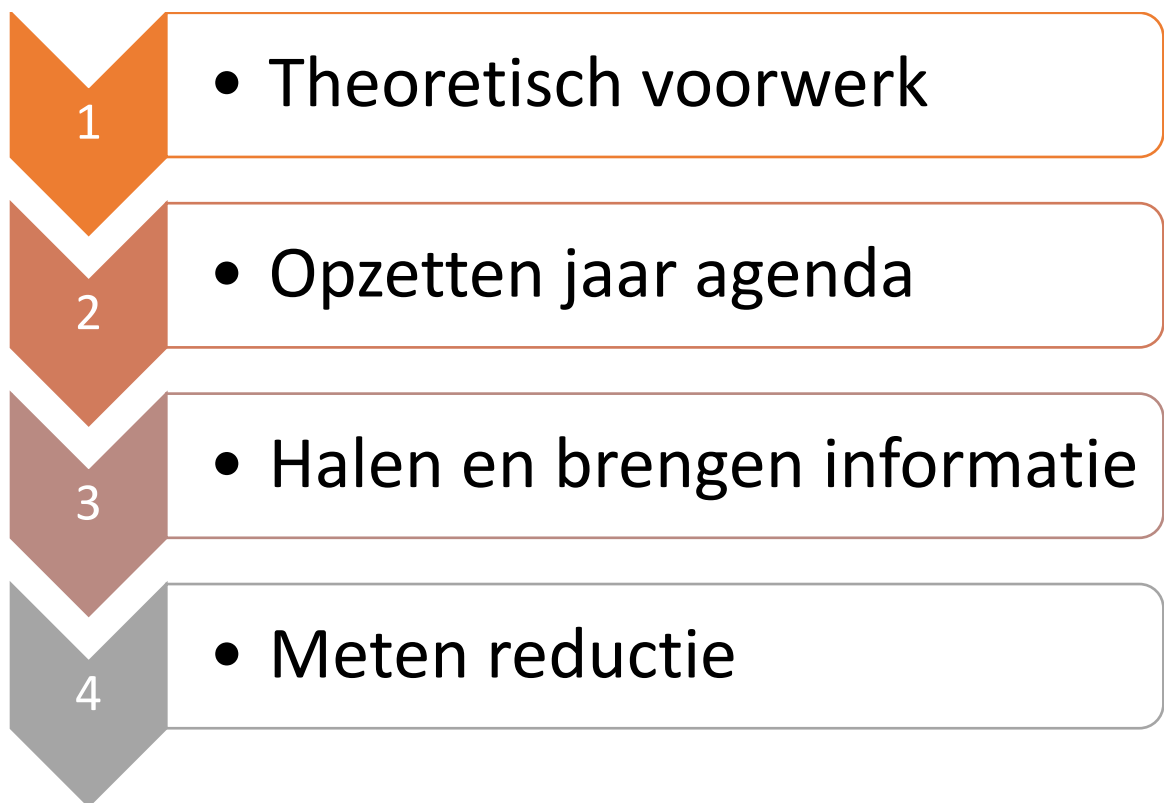 1
• Theoretisch voorwerk
2
• Opzetten jaar agenda
3
• Halen en brengen informatie
4
• Meten reductie